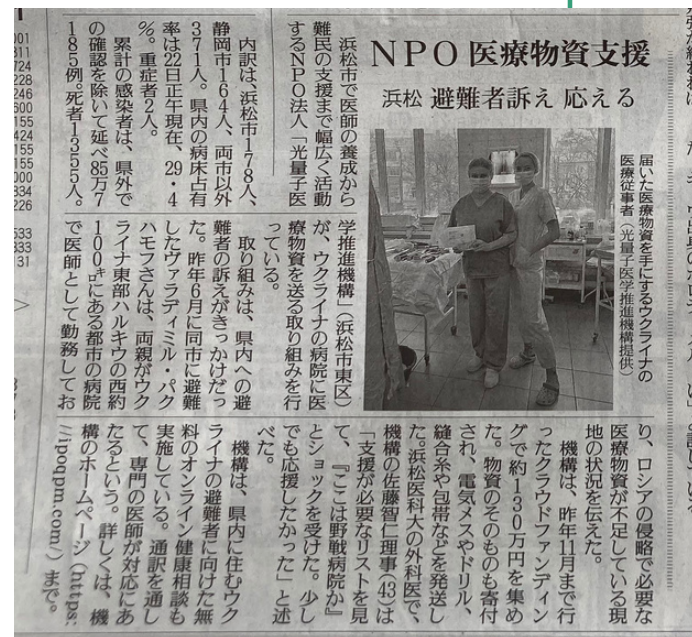 NPO 医療物資支援
浜松 避難者訴え 応える
届いた医療物資を手にするウクライナの
医療従事者(光量子医学推進機構提供)
浜松市で医師の養成から
難民の支援まで幅広く活動
するNPO法人「光量子医
学推進機構」(浜松市東区)
が、ウクライナの病院に医
療物資を送る取り組みを行
っている。
取り組みは、県内への避
難者の訴えがきっかけだっ
た。昨年6月に同市に避難
したヴァラディミル・パク
ハモフさんは、両親がウク
ライナ東部ハルキウの西約
100㌔にある都市の病院
で医師として勤務してお
り、ロシアの侵略で必要な
医療物資が不足している現
地の状況を伝えた。
機構は、昨年11月まで行
ったクラウドファンディン
グで約130万円を集め
た。物資のそのものも寄付
され、電気メスやドリル、
縫合糸や包帯などを発送し
た。浜松医科大の外科医で、
機構の佐藤智仁理事(43)は
「支援が必要なリストを見
て、『ここは野戦病院か』
とショックを受けた。少し
でも応援したかった」と述
べた。
機構は、県内に住むウク
ライナの避難者に向けた無
料のオンライン健康相談も
実施している。通訳を通し
て、専門の医師が対応にあ
たるという。詳しくは、機
構のホームページ(https:
//ipoqpm.com/)まで。
内訳は、浜松市178人、
静岡市164人、両市以外
371人。県内の病床占有
率は22日正午現在、29・4
%。重症者2人。
累計の感染者は、県外で
の確認を除いて延べ85万7
185例。死者1355人。